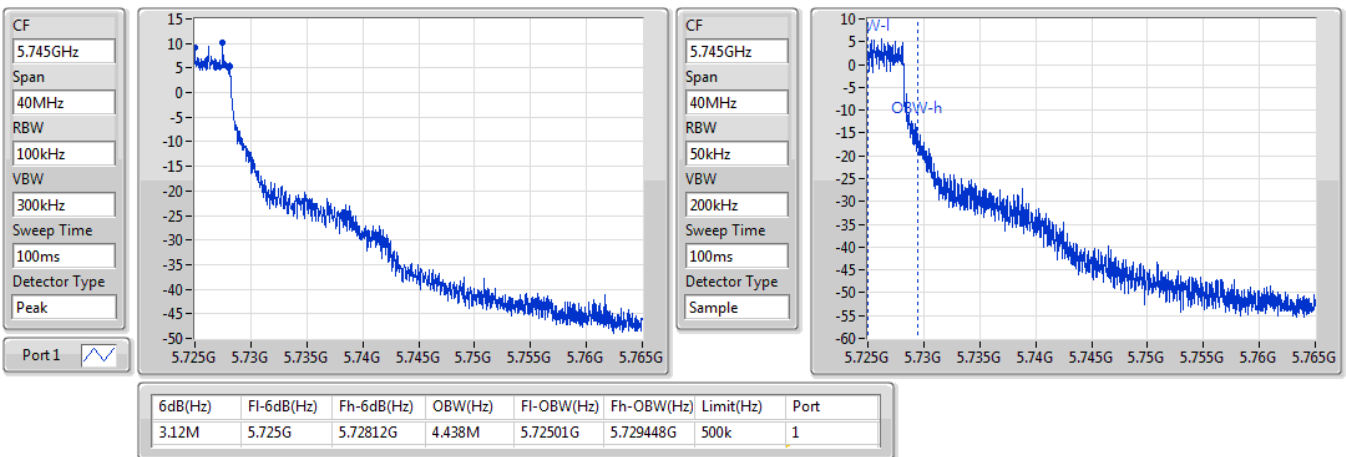 CF
5.745GHz
Span
40MHz
RBW
100kHz
VBW
300kHz
Sweep Time
100ms
Detector Type
Peak
Port 1
15
10
5
0
-5
-10
-15
-20
-25
-30
-35
-40
-45
-50
5.725G 5.73G 5.735G 5.74G 5.745G 5.75G 5.755G 5.76G 5.765G
CF
5.745GHz
Span
40MHz
RBW
50kHz
VBW
200kHz
Sweep Time
100ms
Detector Type
Sample
10
5
0
-5
-10
-15
-20
-25
-30
-35
-40
-45
-50
-55
-60
W-l
OBW-h
5.725G 5.73G 5.735G 5.74G 5.745G 5.75G 5.755G 5.76G 5.765G
6dB(Hz) Fl-6dB(Hz) Fh-6dB(Hz) OBW(Hz) Fl-OBW(Hz) Fh-OBW(Hz) Limit(Hz) Port
3.12M 5.725G 5.72812G 4.438M 5.72501G 5.729448G 500k 1